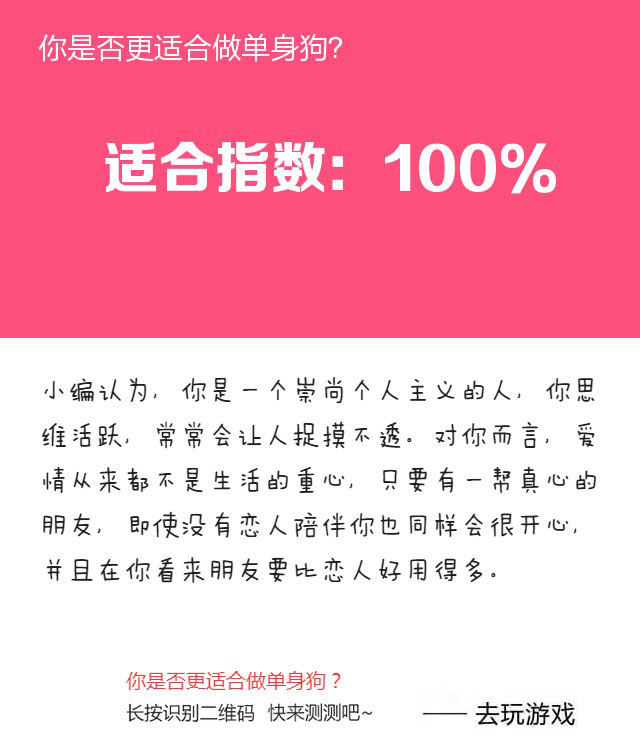 你是否更适合做单身狗？
适合指数：100%
小编认为，你是一个崇尚个人主义的人，你思
维活跃，常常会让人捉摸不透。对你而言，爱
情从来都不是生活的重心，只要有一帮真心的
朋友，即使没有恋人陪伴你也同样会很开心，
并且在你看来朋友要比恋人好用得多。
你是否更适合做单身狗？
长按识别二维码 快来测测吧~
—— 去玩游戏